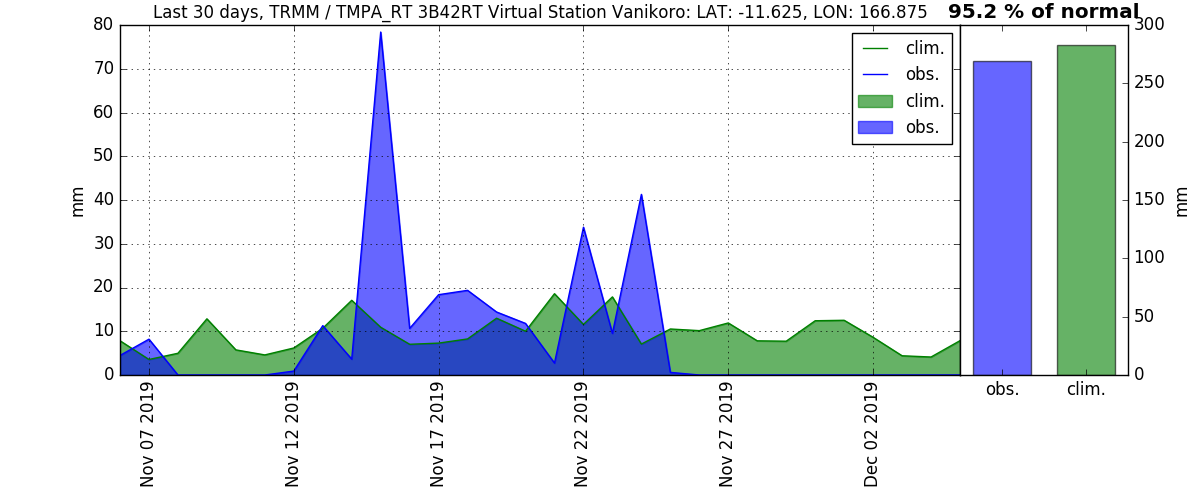 Last 30 days, TRMM / TMPA_RT 3B42RT Virtual Station Vanikoro: LAT: -11.625, LON: 166.875
95.2 % of normal
80
70
60
50
40
30
20
10
0
mm
clim.
obs.
clim.
obs.
300
250
200
150
100
50
0
mm
obs.
clim.
Nov 07 2019
Nov 12 2019
Nov 17 2019
Nov 22 2019
Nov 27 2019
Dec 02 2019